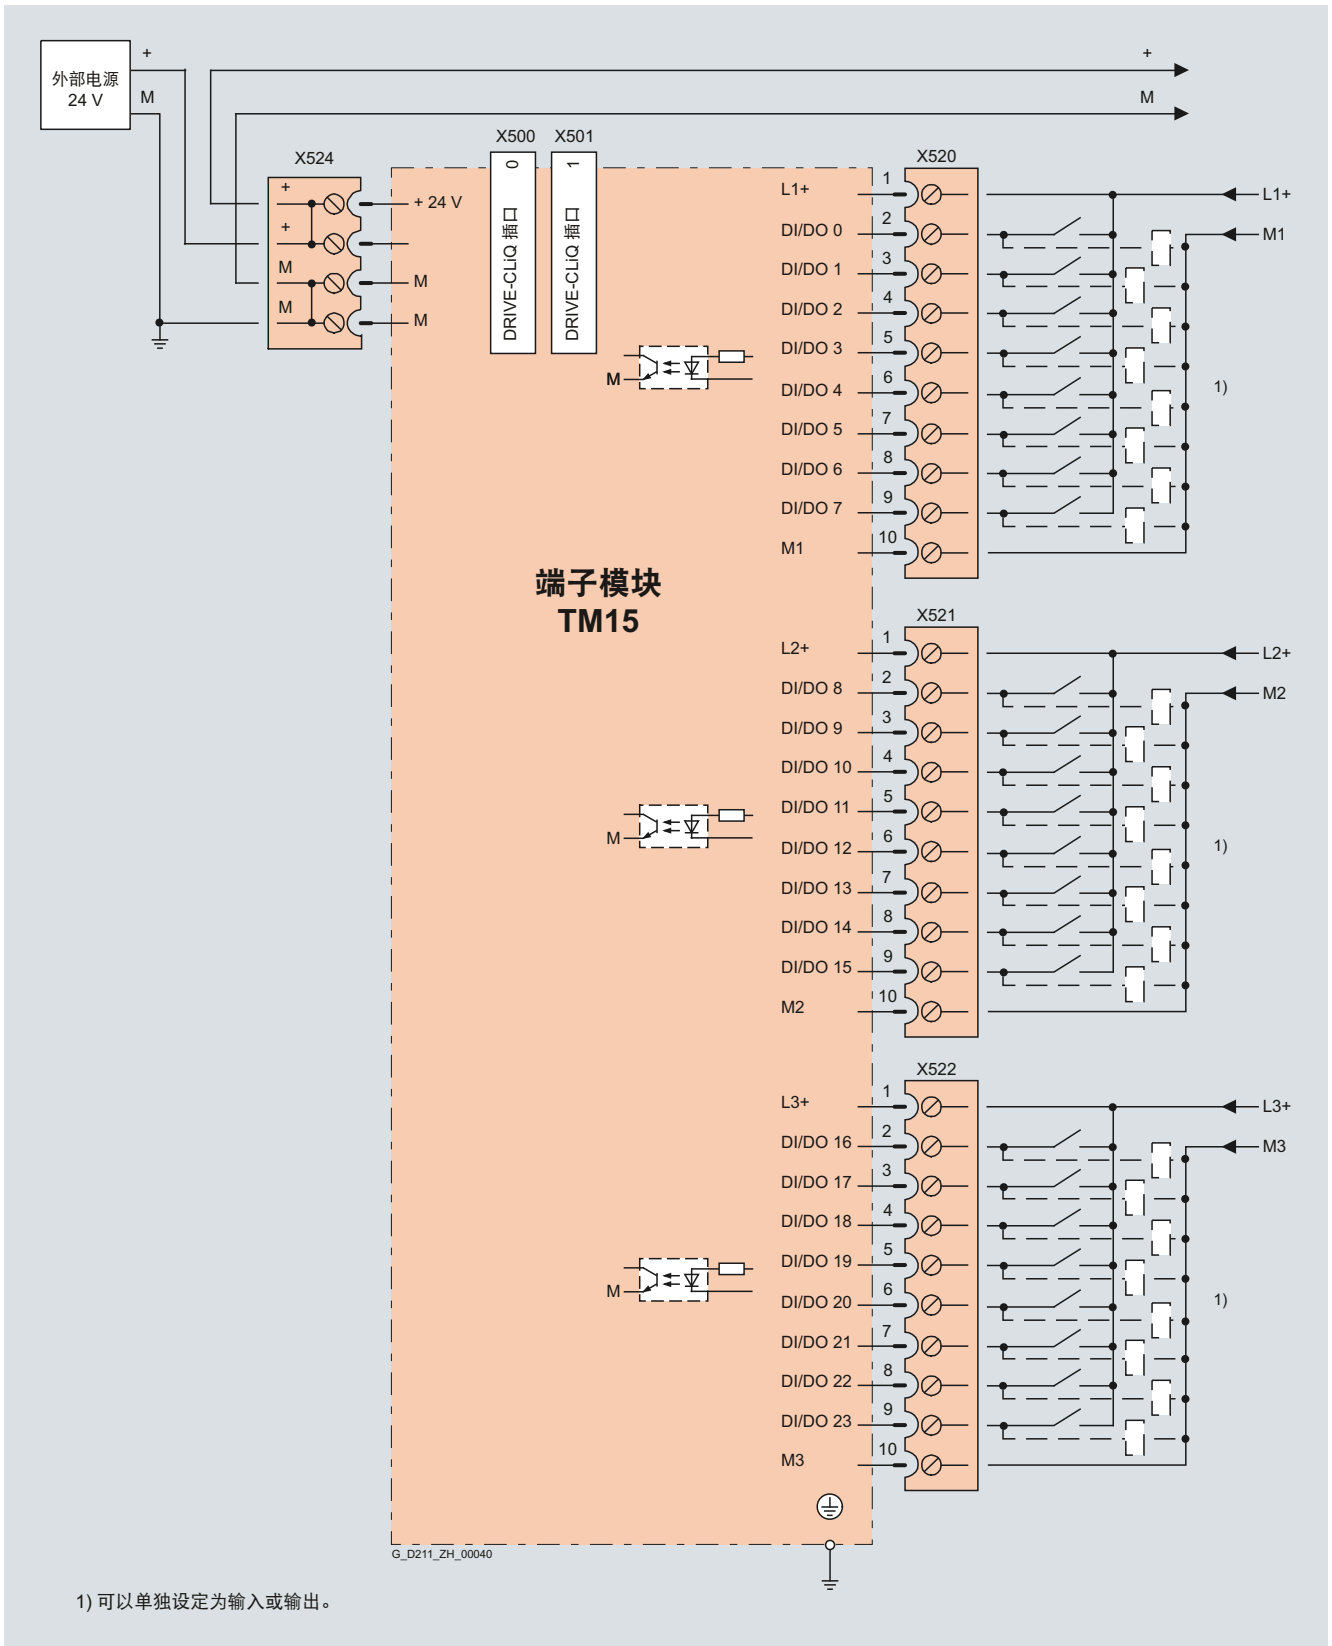 外部电源
24 V
+
M
+
M
X524
+
+
M
M
+ 24 V
M
M
X500
0
DRIVE-CLiQ 插口
X501
1
DRIVE-CLiQ 插口
端子模块
TM15
X520
L1+ 1
DI/DO 0 2
DI/DO 1 3
DI/DO 2 4
DI/DO 3 5
DI/DO 4 6
DI/DO 5 7
DI/DO 6 8
DI/DO 7 9
M1 10
M
L1+
M1
1)
X521
L2+ 1
DI/DO 8 2
DI/DO 9 3
DI/DO 10 4
DI/DO 11 5
DI/DO 12 6
DI/DO 13 7
DI/DO 14 8
DI/DO 15 9
M2 10
M
L2+
M2
1)
X522
L3+ 1
DI/DO 16 2
DI/DO 17 3
DI/DO 18 4
DI/DO 19 5
DI/DO 20 6
DI/DO 21 7
DI/DO 22 8
DI/DO 23 9
M3 10
M
L3+
M3
1)
G_D211_ZH_00040
1) 可以单独设定为输入或输出。